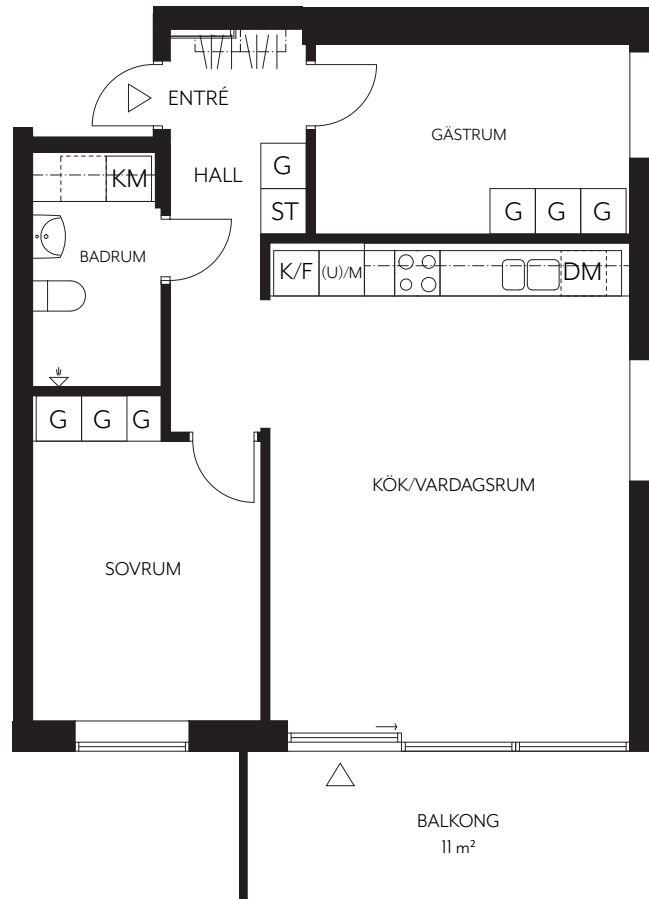 ENTRÉ
GÄSTRUM
HALL
G
KM
ST
G G G
BADRUM
K/F (U)/M DM
G G G
KÖK/VARDAGSRUM
SOVRUM
BALKONG
11 m²